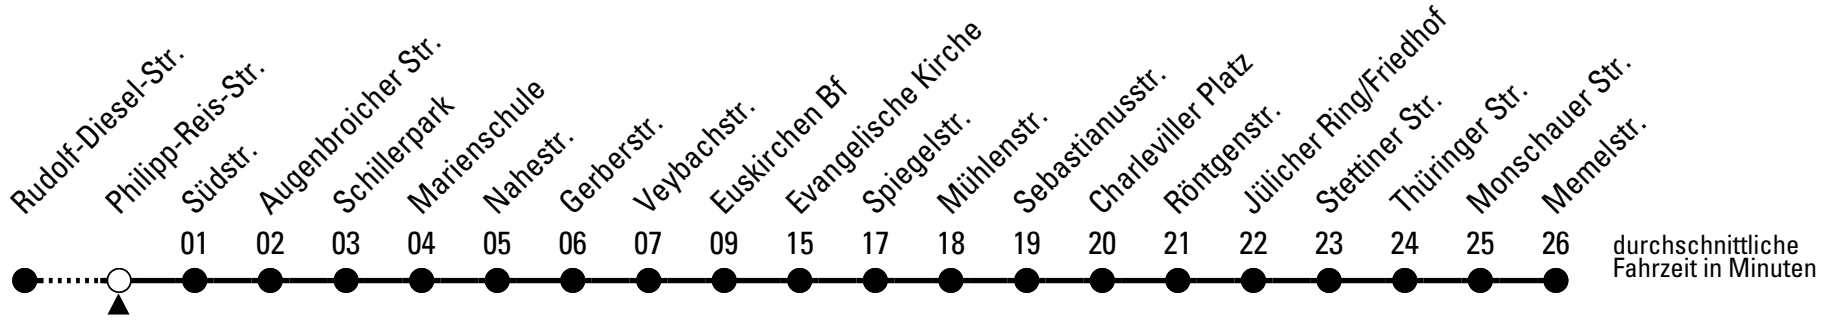 Rudolf-Diesel-Str.
Philipp-Reis-Str.
Südstr.
Augenbroicher Str.
Schillerpark
Marienschule
Nahestr.
Gerberstr.
Veybachstr.
Euskirchen Bf
Evangelische Kirche
Spiegelstr.
Mühlenstr.
Sebastianusstr.
Charleviller Platz
Röntgenstr.
Jülicher Ring/Friedhof
Stettiner Str.
Thüringer Str.
Monschauer Str.
Memelstr.
01 02 03 04 05 06 07 09 15 17 18 19 20 21 22 23 24 25 26
durchschnittliche
Fahrzeit in Minuten